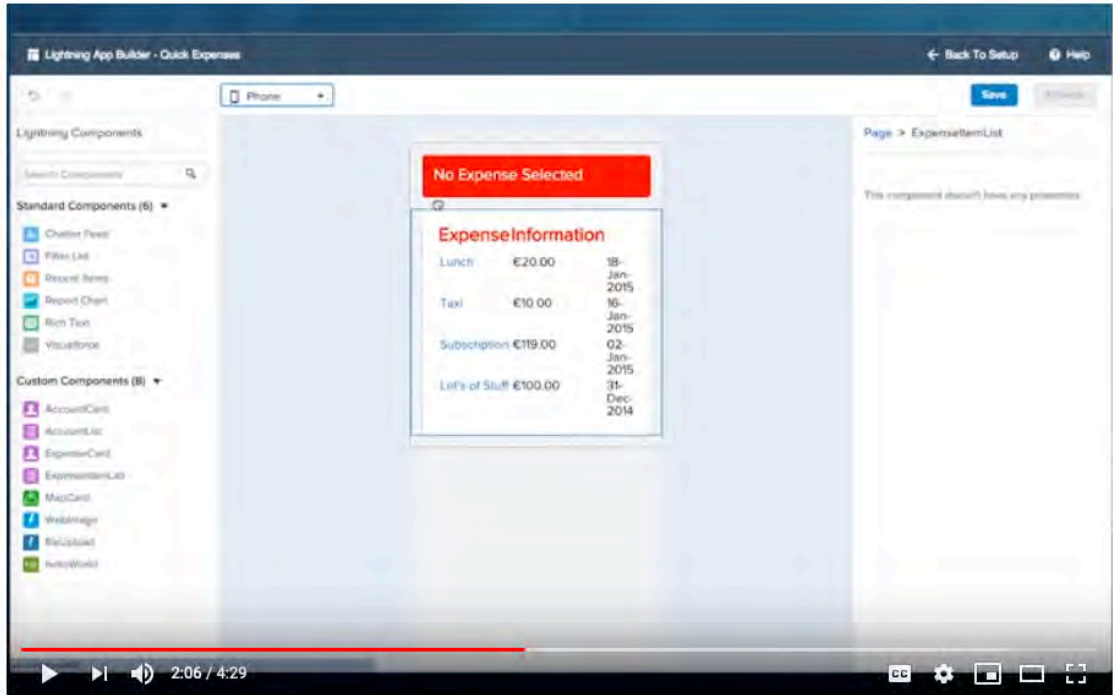 Lightning App Builder - Quick Expenses
Back To Setup
Help
Phone
Save
Lightning Components
Page > ExpenseItemList
Search Components
This component doesn't have any properties.
Standard Components (6)
Chatter Feed
Filter List
Recent Items
Report Chart
Rich Text
Visualforce
Custom Components (8)
AccountCard
AccountList
ExpenseCard
ExpenseItemList
MapCard
WebImage
fileUpload
helloWorld
No Expense Selected
ExpenseInformation
Lunch €20.00 18-
Jan-
2015
Taxi €10.00 16-
Jan-
2015
Subscription €119.00 02-
Jan-
2015
Lot's of Stuff €100.00 31-
Dec-
2014
2:06 / 4:29
CC